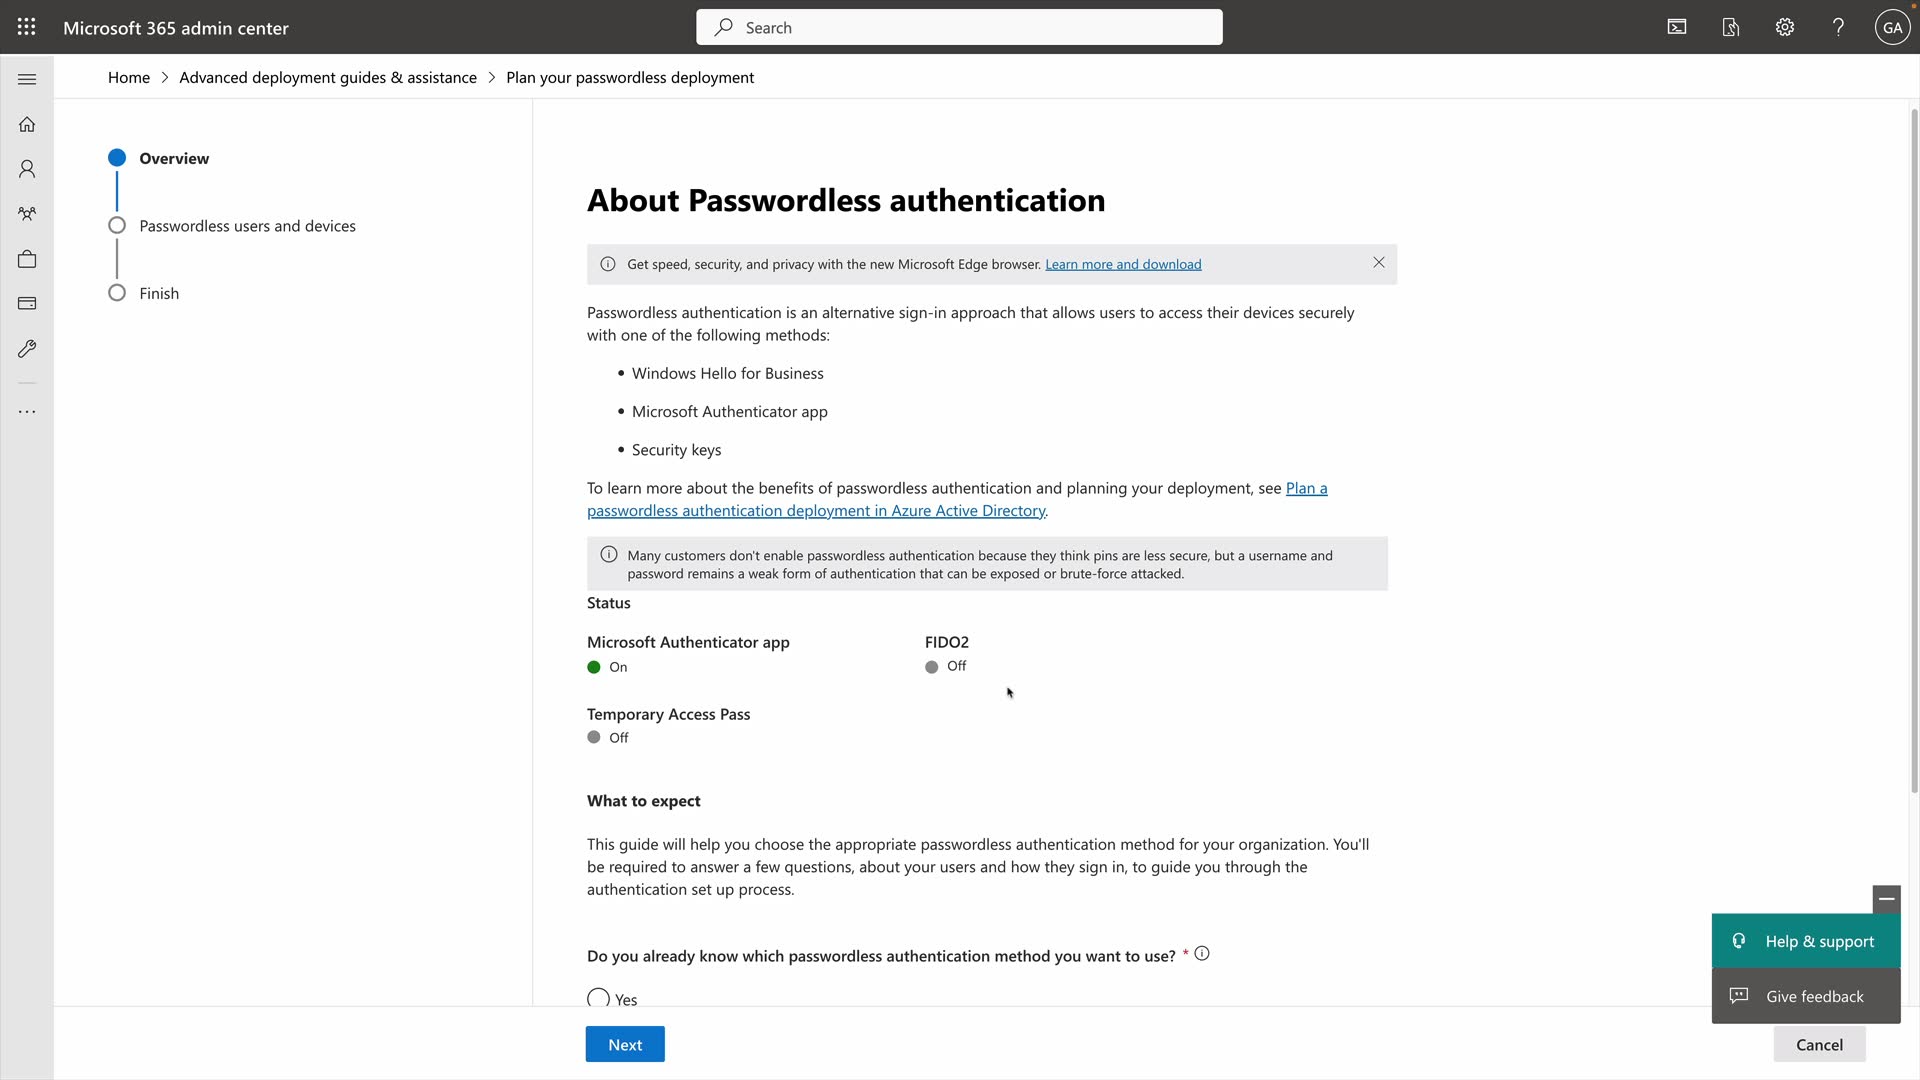 Microsoft 365 admin center
Search
GA
Home > Advanced deployment guides & assistance > Plan your passwordless deployment
Overview
Passwordless users and devices
Finish
About Passwordless authentication
Get speed, security, and privacy with the new Microsoft Edge browser. Learn more and download
Passwordless authentication is an alternative sign-in approach that allows users to access their devices securely
with one of the following methods:
• Windows Hello for Business
• Microsoft Authenticator app
• Security keys
To learn more about the benefits of passwordless authentication and planning your deployment, see Plan a
passwordless authentication deployment in Azure Active Directory.
Many customers don't enable passwordless authentication because they think pins are less secure, but a username and
password remains a weak form of authentication that can be exposed or brute-force attacked.
Status
Microsoft Authenticator app
On
FIDO2
Off
Temporary Access Pass
Off
What to expect
This guide will help you choose the appropriate passwordless authentication method for your organization. You'll
be required to answer a few questions, about your users and how they sign in, to guide you through the
authentication set up process.
Do you already know which passwordless authentication method you want to use? *
Yes
Help & support
Give feedback
Next
Cancel